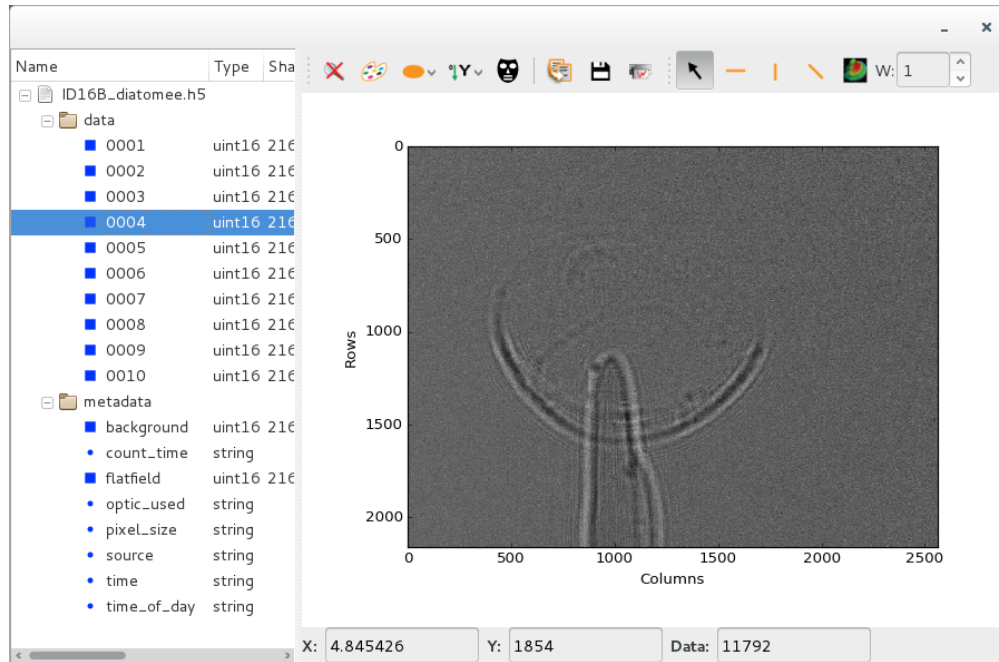 Name Type Sha
ID16B_diatomee.h5
data
0001 uint16 216
0002 uint16 216
0003 uint16 216
0004 uint16 216
0005 uint16 216
0006 uint16 216
0007 uint16 216
0008 uint16 216
0009 uint16 216
0010 uint16 216
metadata
background uint16 216
count_time string
flatfield uint16 216
optic_used string
pixel_size string
source string
time string
time_of_day string
Y W: 1
0
500
1000
1500
2000
Rows
0 500 1000 1500 2000 2500
Columns
X: 4.845426 Y: 1854 Data: 11792